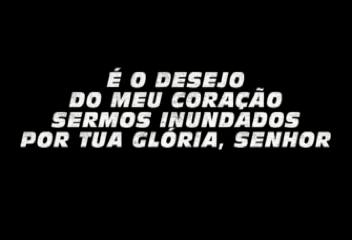 É O DESEJO
DO MEU CORAÇÃO
SERMOS INUNDADOS
POR TUA GLÓRIA, SENHOR